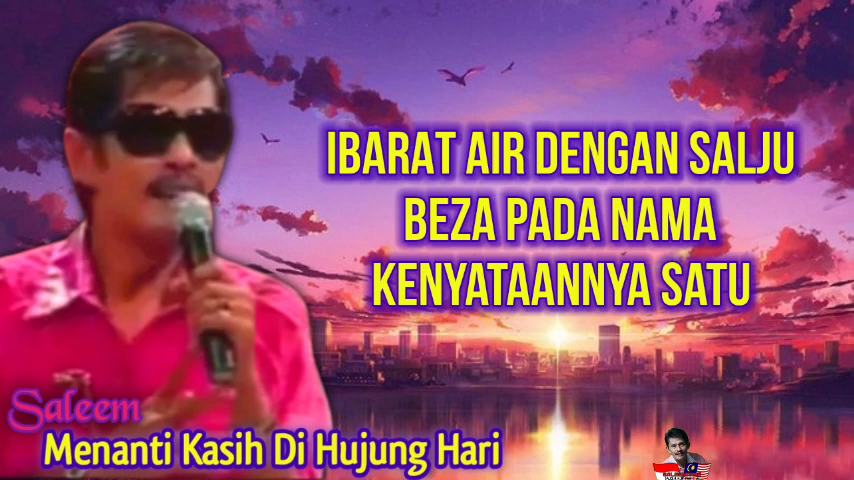 IBARAT AIR DENGAN SALJU
BEZA PADA NAMA
KENYATAANNYA SATU
Saleem
Menanti Kasih Di Hujung Hari